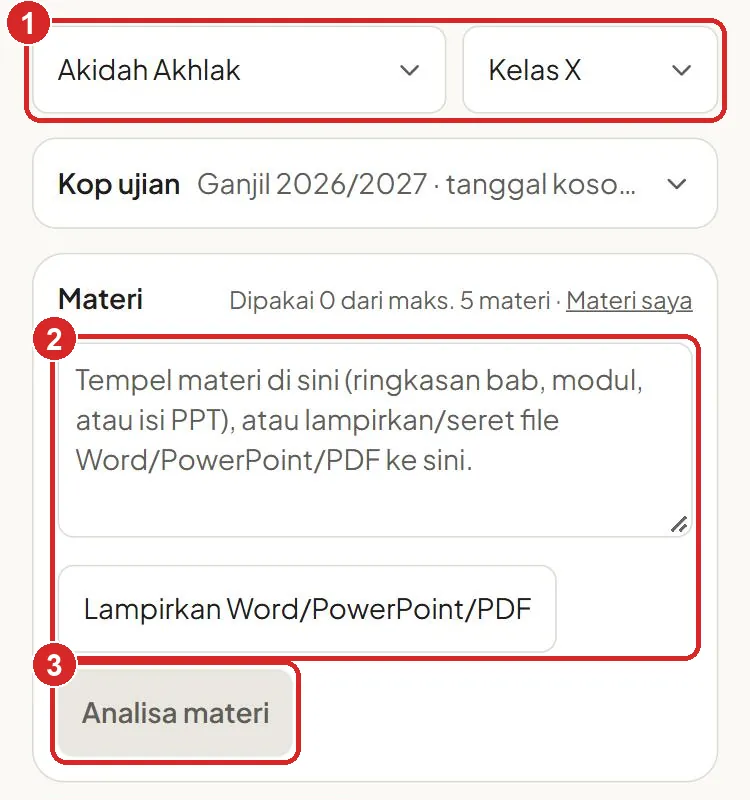 1
Akidah Akhlak Kelas X
Kop ujian Ganjil 2026/2027 · tanggal koso...
Materi Dipakai 0 dari maks. 5 materi · Materi saya
2
Tempel materi di sini (ringkasan bab, modul,
atau isi PPT), atau lampirkan/seret file
Word/PowerPoint/PDF ke sini.
Lampirkan Word/PowerPoint/PDF
3
Analisa materi